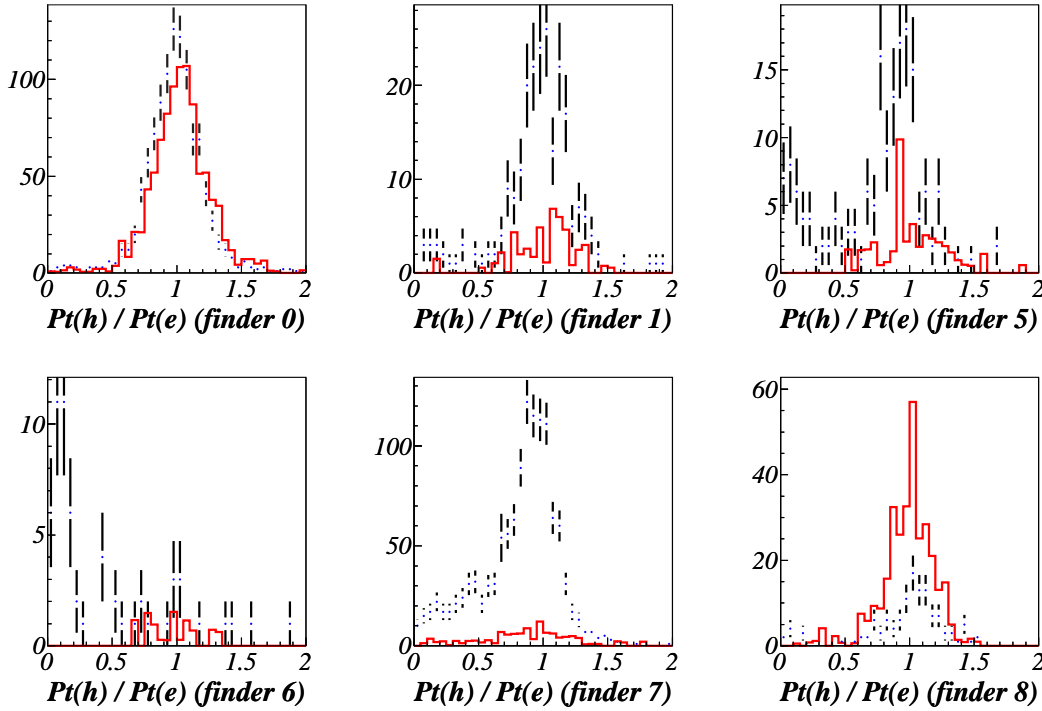 100
50
0
0 0.5 1 1.5 2
Pt(h) / Pt(e) (finder 0)
20
10
0
0 0.5 1 1.5 2
Pt(h) / Pt(e) (finder 1)
15
10
5
0
0 0.5 1 1.5 2
Pt(h) / Pt(e) (finder 5)
10
5
0
0 0.5 1 1.5 2
Pt(h) / Pt(e) (finder 6)
100
50
0
0 0.5 1 1.5 2
Pt(h) / Pt(e) (finder 7)
60
40
20
0
0 0.5 1 1.5 2
Pt(h) / Pt(e) (finder 8)